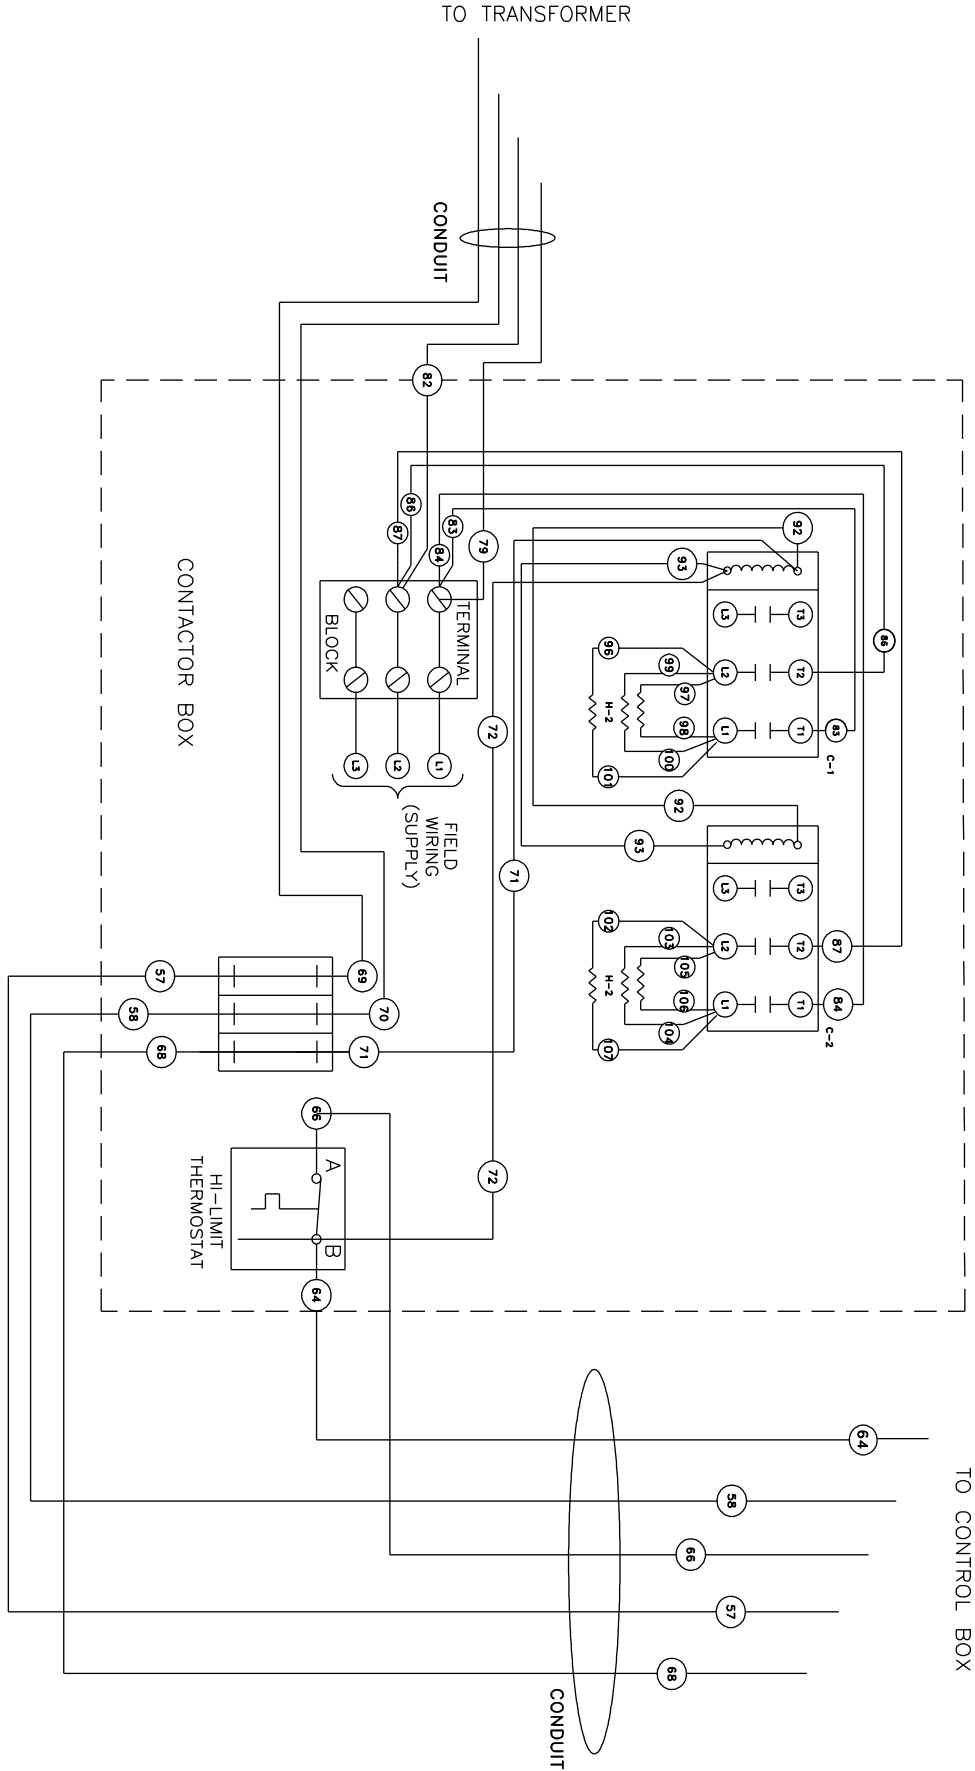 TO TRANSFORMER
CONDUIT
82
86
87
83
84
79
92
93
L3
T3
86
96
99
L2
T2
97
H-2
98
L1
T1
83
100
101
C-1
TERMINAL
BLOCK
72
L3
L2
L1
FIELD
WIRING
(SUPPLY)
CONTACTOR BOX
92
93
71
L3
T3
102
103
L2
T2
87
105
H-2
106
L1
T1
84
104
107
C-2
57
69
58
70
68
71
66
A
B
HI-LIMIT
THERMOSTAT
72
64
64
58
66
57
68
TO CONTROL BOX
CONDUIT